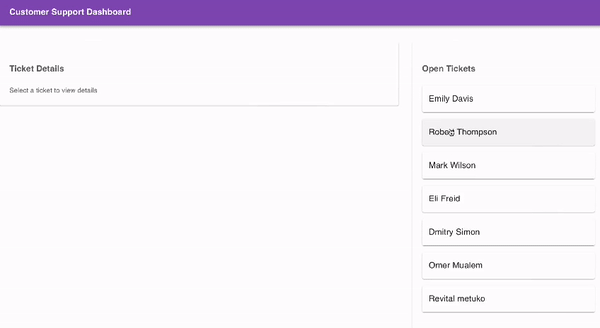 Customer Support Dashboard
Ticket Details
Select a ticket to view details
Open Tickets
Emily Davis
Robert Thompson
Mark Wilson
Eli Freid
Dmitry Simon
Omer Mualem
Revital metuko